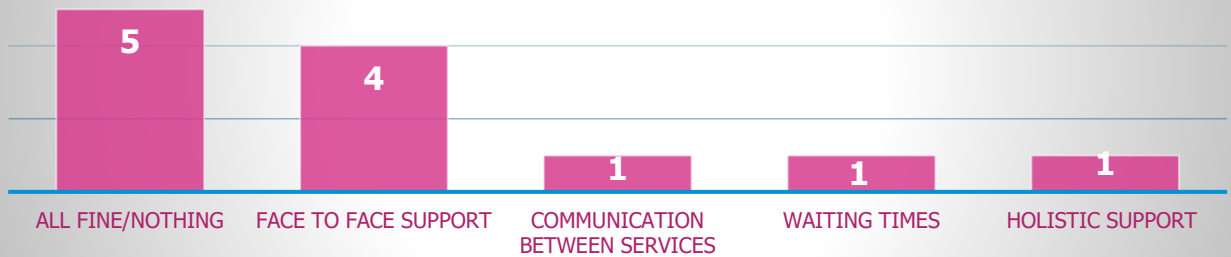 5
4
1
1
1
ALL FINE/NOTHING
FACE TO FACE SUPPORT
COMMUNICATION
BETWEEN SERVICES
WAITING TIMES
HOLISTIC SUPPORT